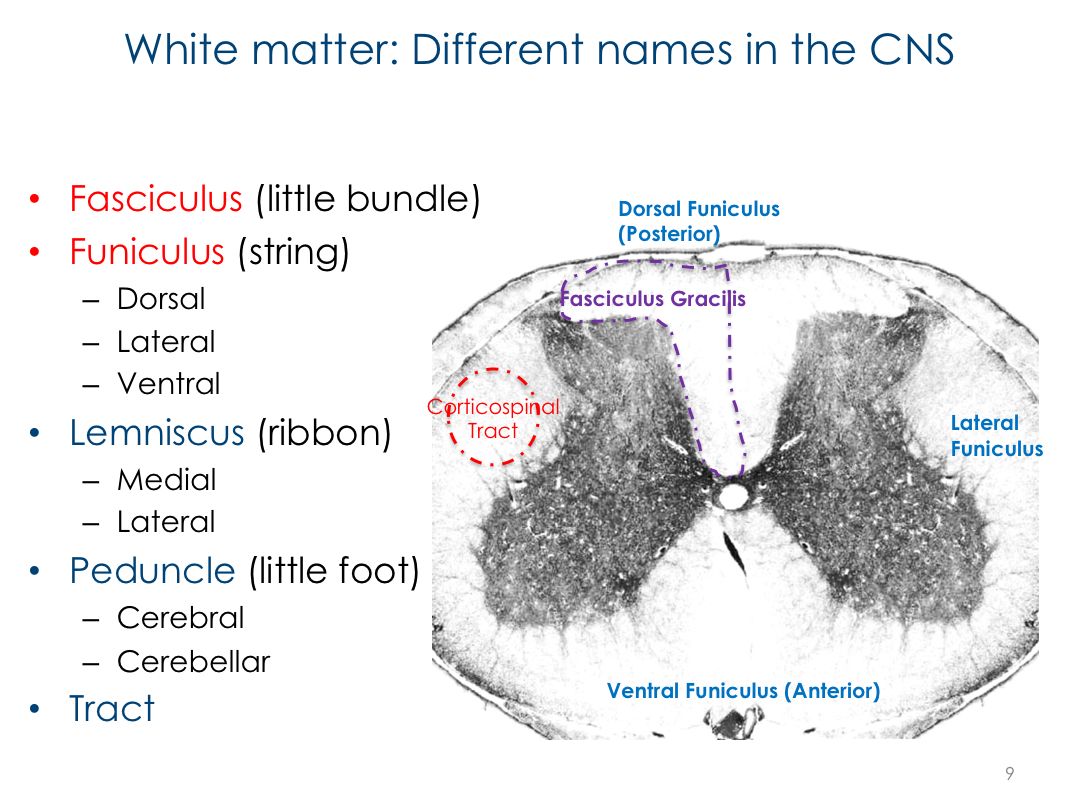 White matter: Different names in the CNS
• Fasciculus (little bundle)
• Funiculus (string)
– Dorsal
– Lateral
– Ventral
• Lemniscus (ribbon)
– Medial
– Lateral
• Peduncle (little foot)
– Cerebral
– Cerebellar
• Tract
Dorsal Funiculus
(Posterior)
Fasciculus Gracilis
Corticospinal
Tract
Lateral
Funiculus
Ventral Funiculus (Anterior)
9